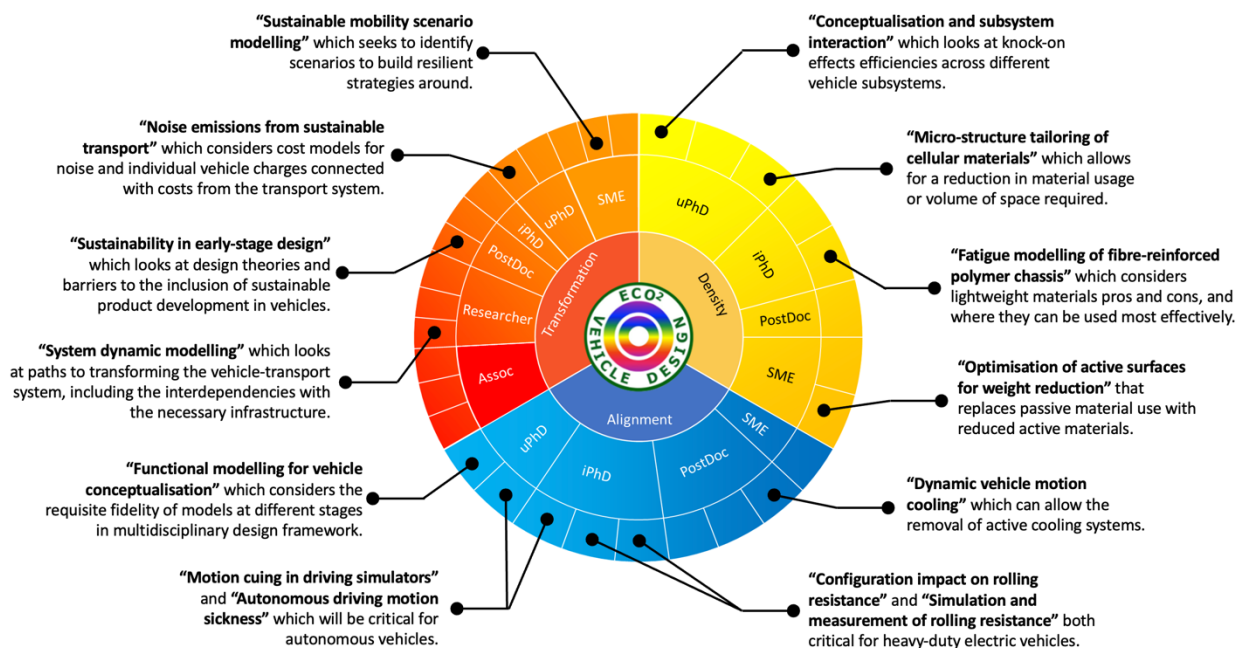 “Sustainable mobility scenario
modelling” which seeks to identify
scenarios to build resilient
strategies around.
“Conceptualisation and subsystem
interaction” which looks at knock-on
effects efficiencies across different
vehicle subsystems.
“Noise emissions from sustainable
transport” which considers cost models for
noise and individual vehicle charges connected
with costs from the transport system.
“Micro-structure tailoring of
cellular materials” which allows
for a reduction in material usage
or volume of space required.
“Sustainability in early-stage design”
which looks at design theories and
barriers to the inclusion of sustainable
product development in vehicles.
“Fatigue modelling of fibre-reinforced
polymer chassis” which considers
lightweight materials pros and cons, and
where they can be used most effectively.
“System dynamic modelling” which looks
at paths to transforming the vehicle-transport
system, including the interdependencies with
the necessary infrastructure.
“Optimisation of active surfaces
for weight reduction” that
replaces passive material use with
reduced active materials.
“Functional modelling for vehicle
conceptualisation” which considers the
requisite fidelity of models at different stages
in multidisciplinary design framework.
“Dynamic vehicle motion
cooling” which can allow the
removal of active cooling systems.
“Motion cuing in driving simulators”
and “Autonomous driving motion
sickness” which will be critical for
autonomous vehicles.
“Configuration impact on rolling
resistance” and “Simulation and
measurement of rolling resistance” both
critical for heavy-duty electric vehicles.
Transformation
SME
uPhD
iPhD
PostDoc
Researcher
Assoc
Density
uPhD
iPhD
PostDoc
SME
Alignment
uPhD
iPhD
PostDoc
SME
ECO²
VEHICLE DESIGN